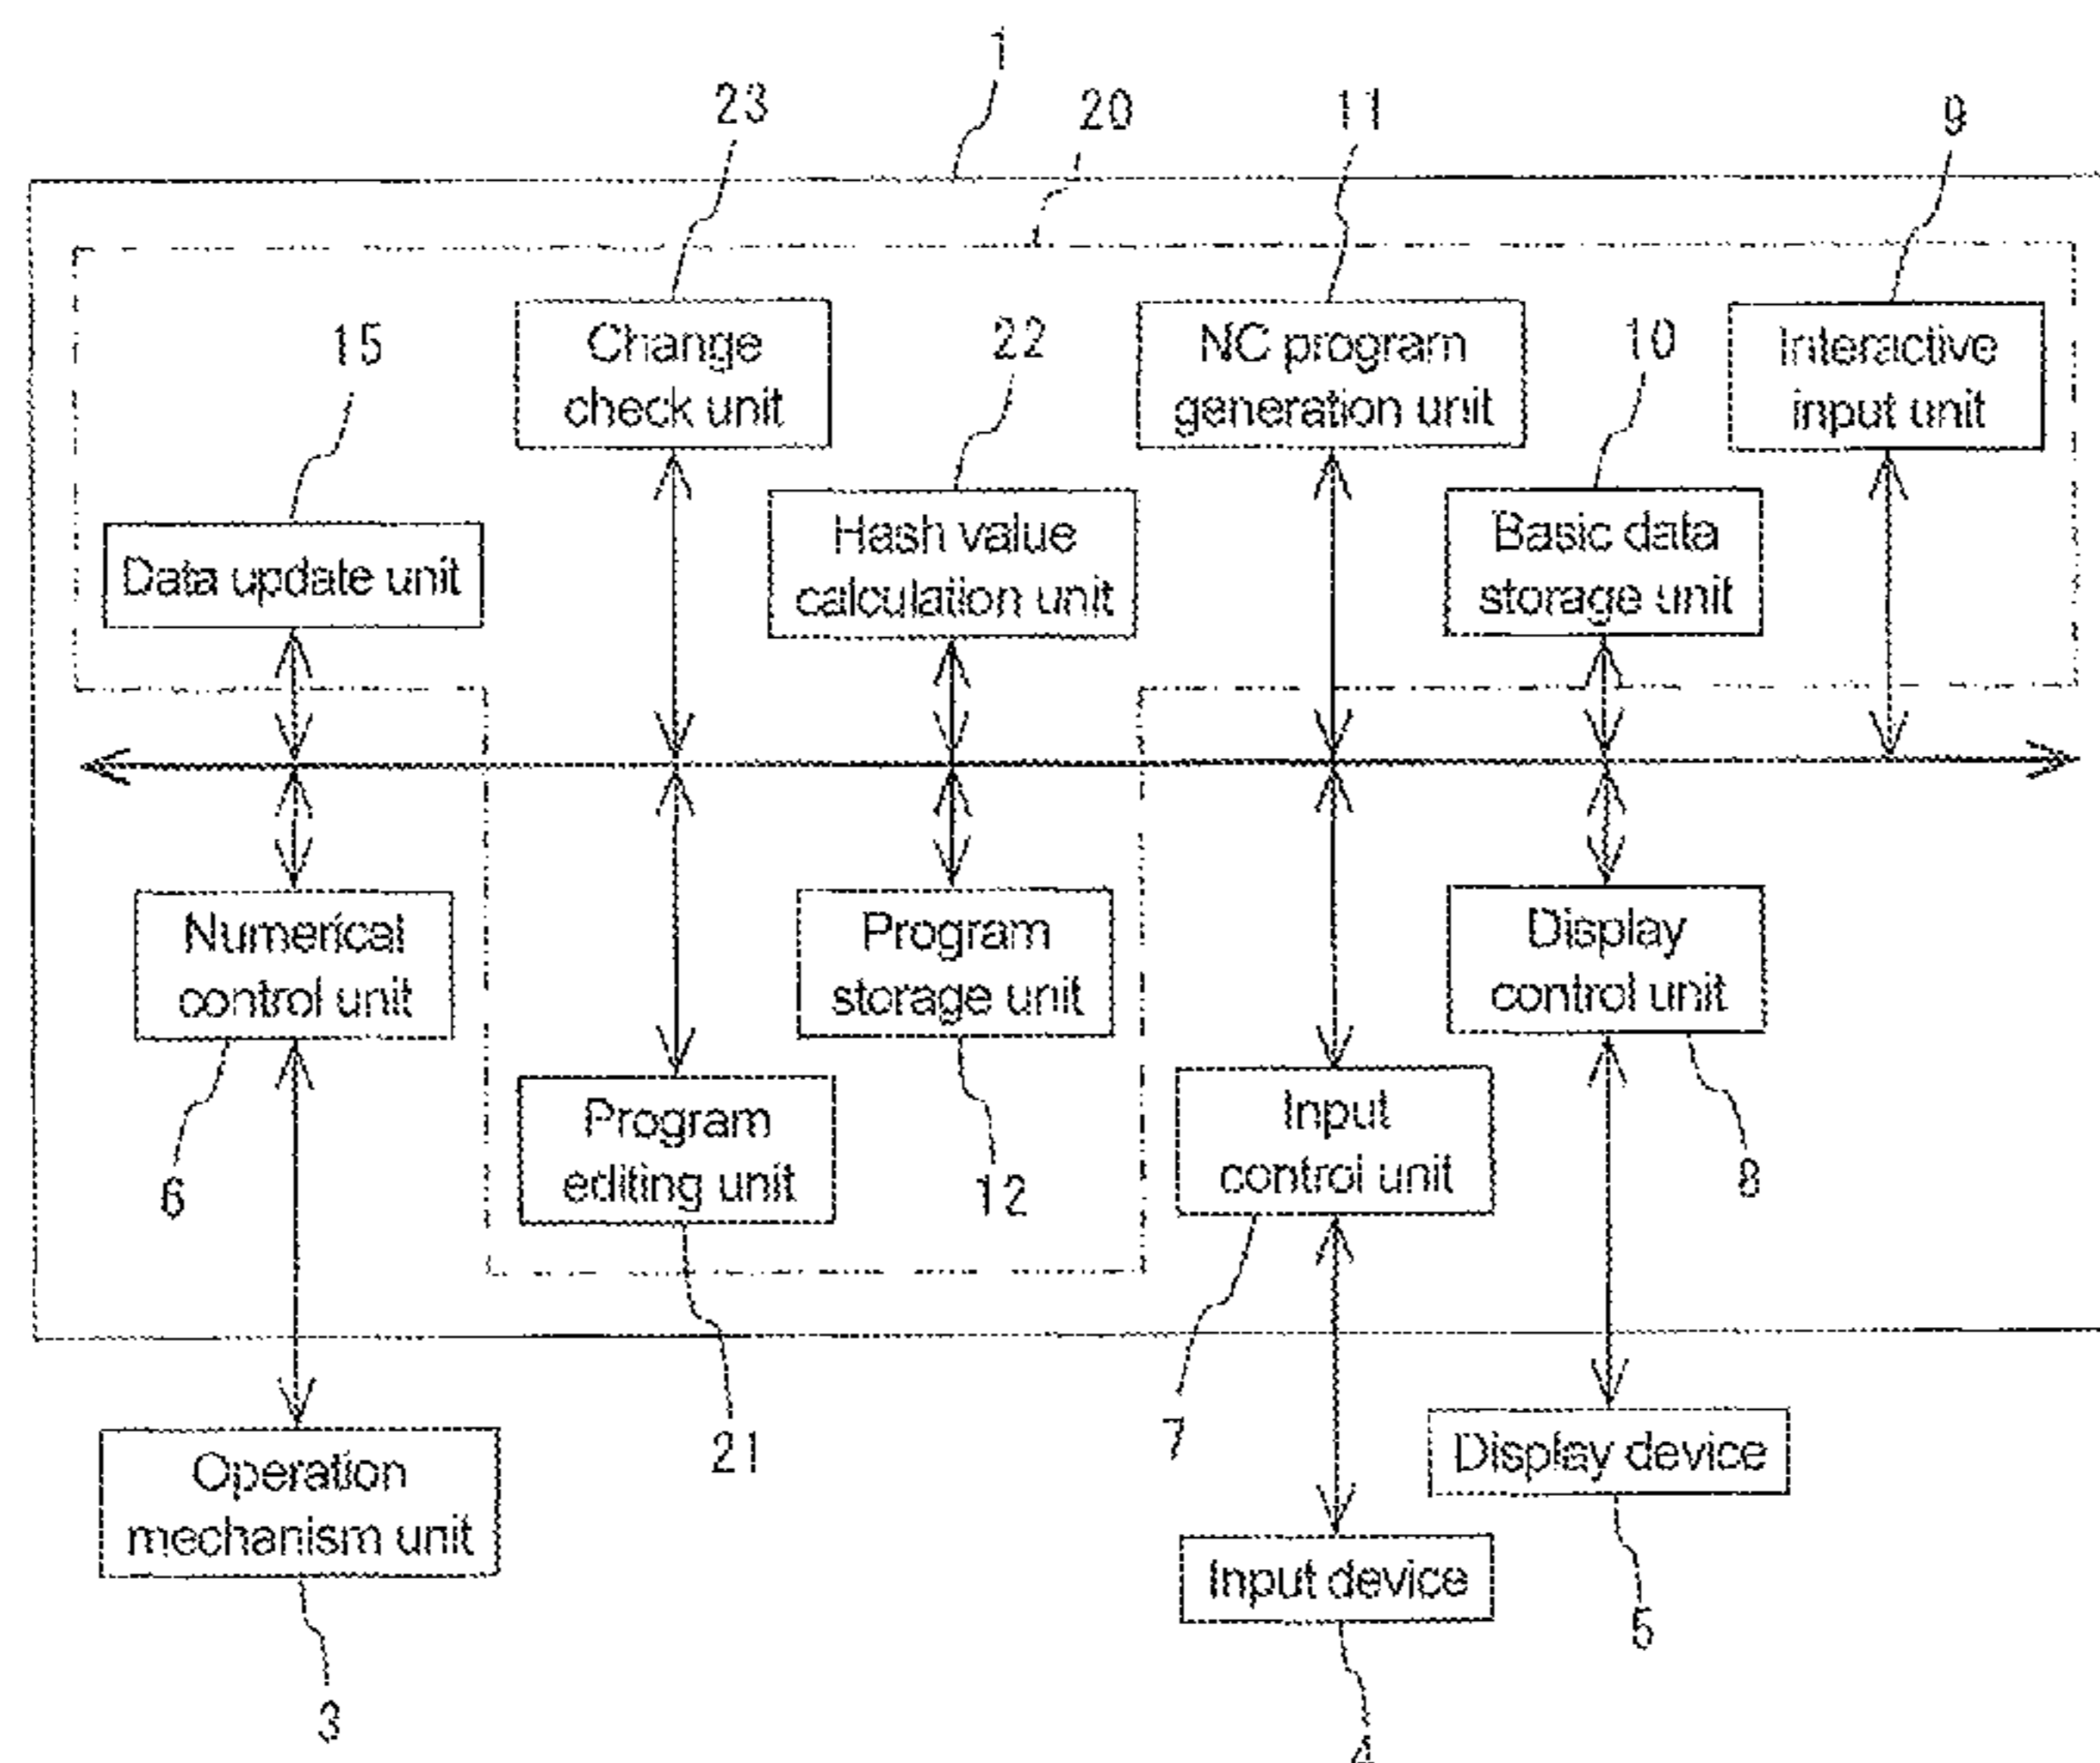 1
23
20
11
9
15
Change
check unit
22
NC program
generation unit
10
Interactive
input unit
Data update unit
Hash value
calculation unit
Basic data
storage unit
Numerical
control unit
Program
storage unit
Display
control unit
6
Program
editing unit
12
Input
control unit
8
21
7
Operation
mechanism unit
Display device
Input device
5
3
4